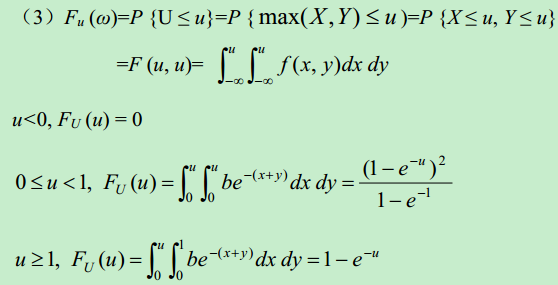 （3）Fᵤ (ω)=P {U ≤ u}=P { max(X,Y) ≤ u )=P {X≤ u, Y≤ u}
=F (u, u)= ∫_{-∞}^{u} ∫_{-∞}^{u} f(x, y)dx dy
u<0, F_U (u) = 0
0 ≤ u < 1, F_U (u) = ∫_0^u ∫_0^u be^{-(x+y)} dx dy = (1 − e^{-u})^2 / (1 − e^{-1})
u ≥ 1, F_U (u) = ∫_0^u ∫_0^1 be^{-(x+y)} dx dy = 1 − e^{-u}